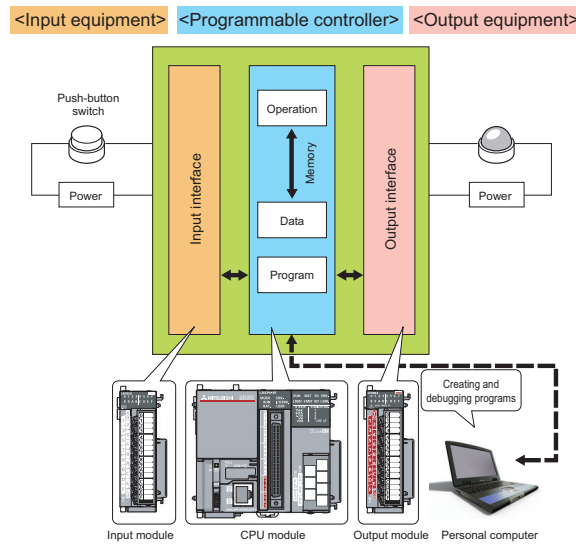 <Input equipment>
<Programmable controller>
<Output equipment>
Push-button
switch
Power
Input interface
Operation
Memory
Data
Program
Output interface
Power
Creating and
debugging programs
MITSUBISHI
Input module
CPU module
Output module
Personal computer